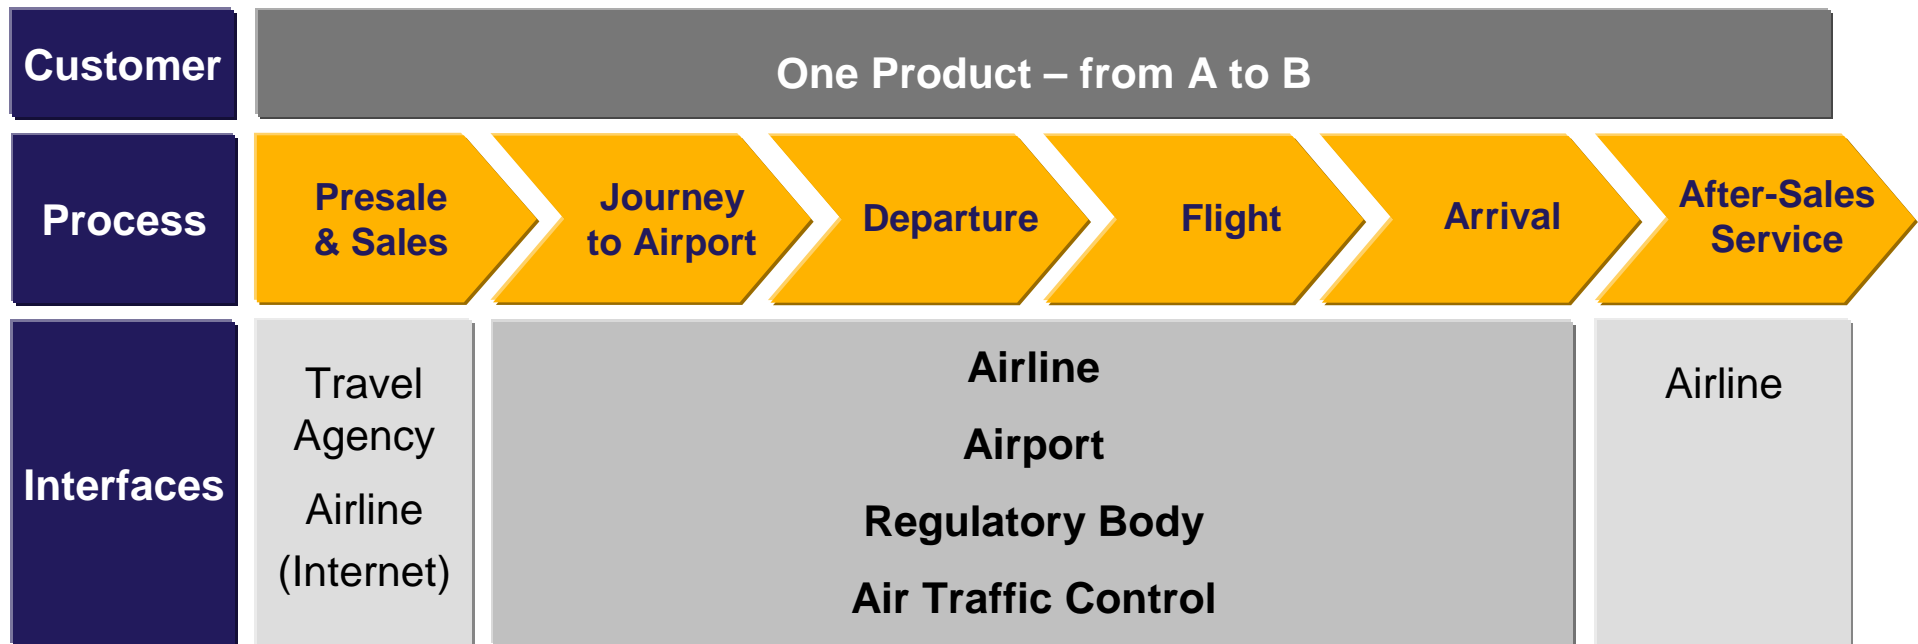 Customer
One Product – from A to B
Process
Presale
& Sales
Journey
to Airport
Departure
Flight
Arrival
After-Sales
Service
Interfaces
Travel
Agency
Airline
(Internet)
Airline
Airport
Regulatory Body
Air Traffic Control
Airline